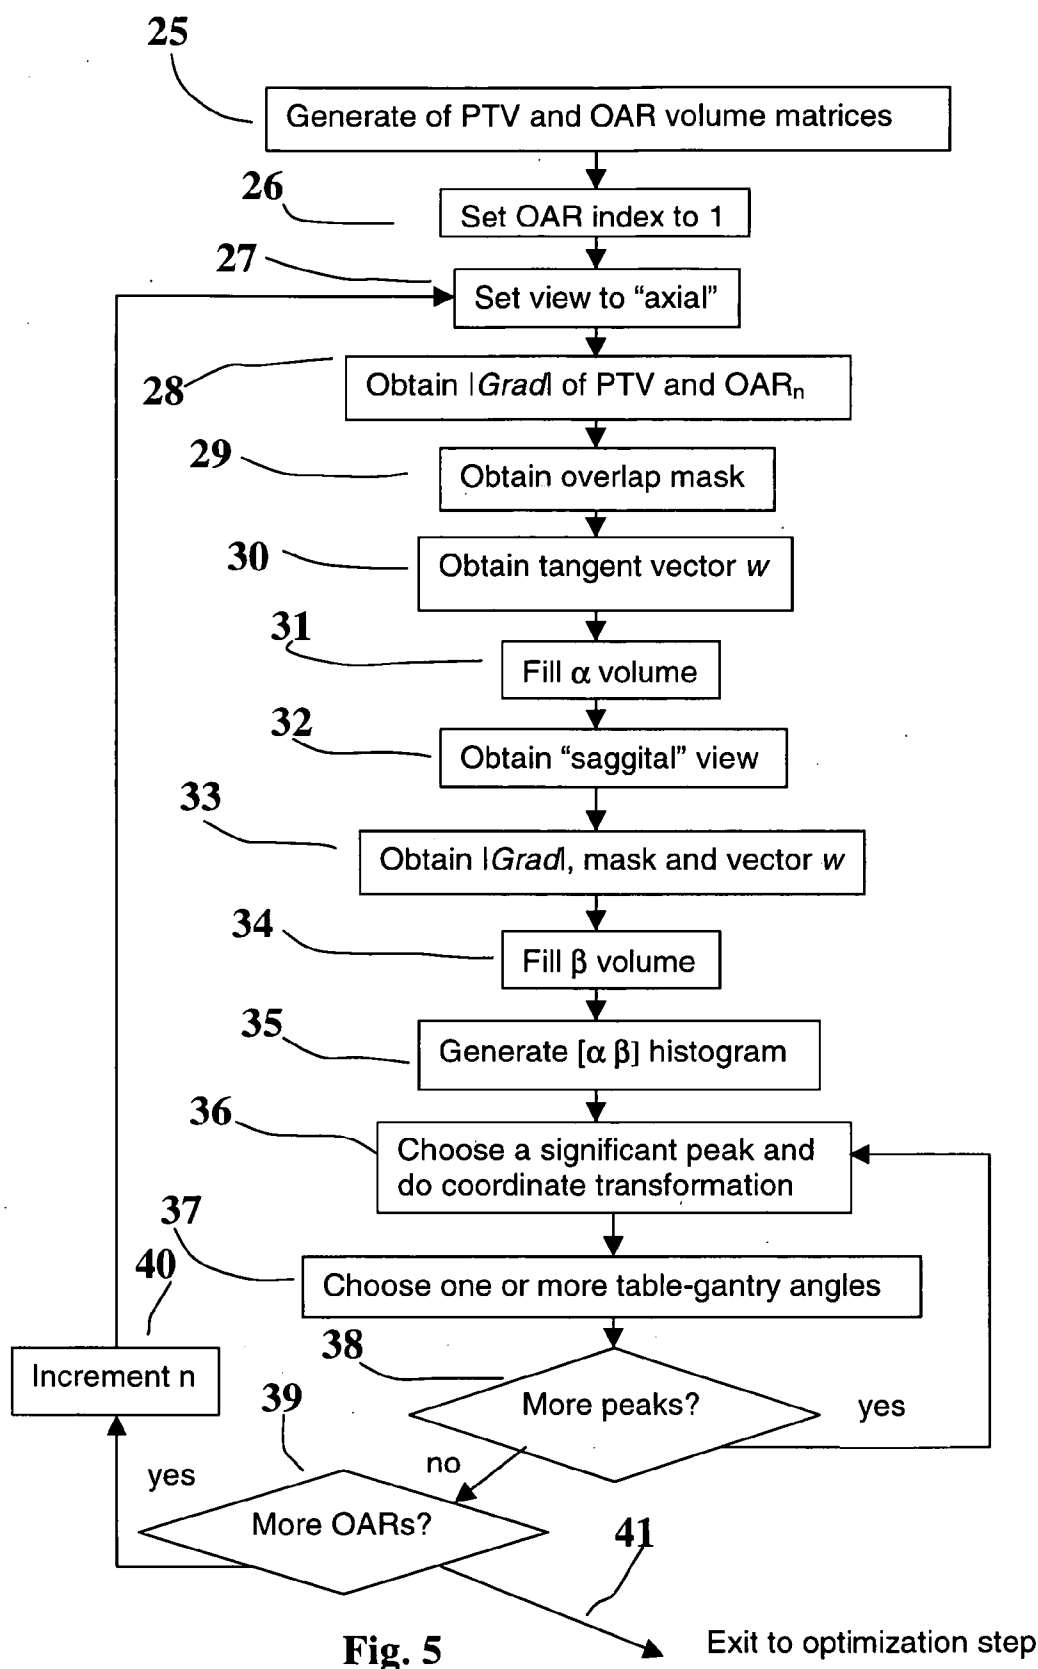 25
Generate of PTV and OAR volume matrices
26
Set OAR index to 1
27
Set view to “axial”
28
Obtain |Grad| of PTV and OARn
29
Obtain overlap mask
30
Obtain tangent vector w
31
Fill α volume
32
Obtain “saggital” view
33
Obtain |Grad|, mask and vector w
34
Fill β volume
35
Generate [α β] histogram
36
Choose a significant peak and
do coordinate transformation
37
Choose one or more table-gantry angles
40
Increment n
38
More peaks?
yes
no
39
yes
More OARs?
41
Exit to optimization step
Fig. 5